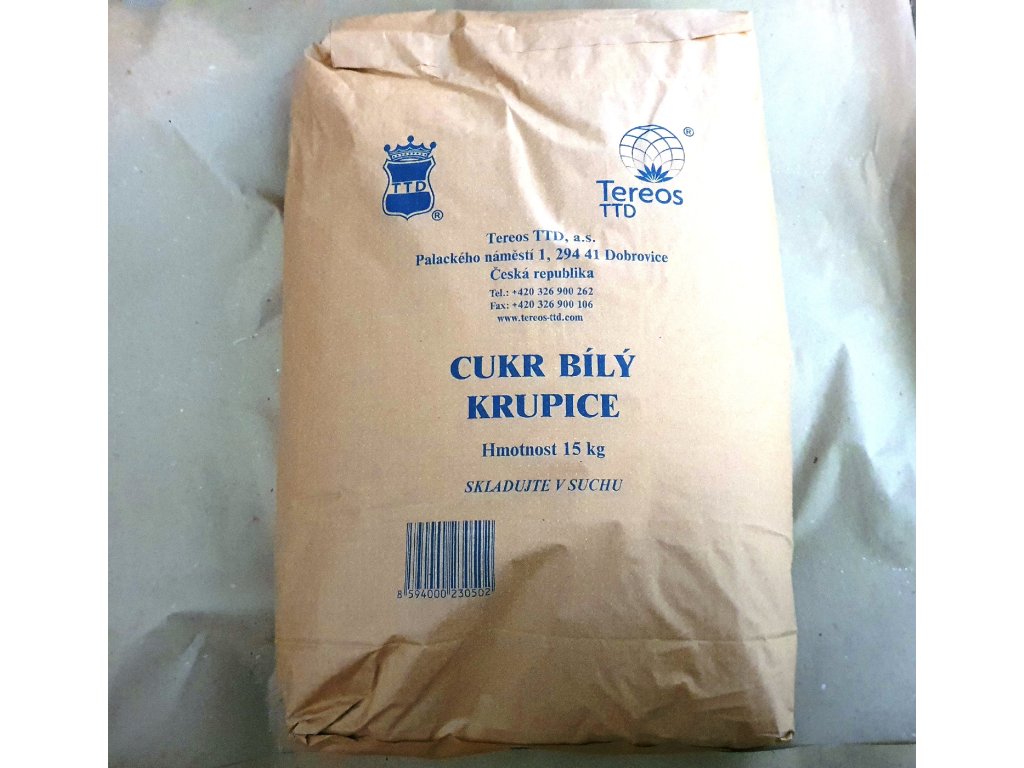 TTD
®
®
Tereos
TTD
Tereos TTD, a.s.
Palackého náměstí 1, 294 41 Dobrovice
Česká republika
Tel.: +420 326 900 262
Fax: +420 326 900 106
www.tereos-ttd.com
CUKR BÍLÝ
KRUPICE
Hmotnost 15 kg
SKLADUJTE V SUCHU
8 594000 230502